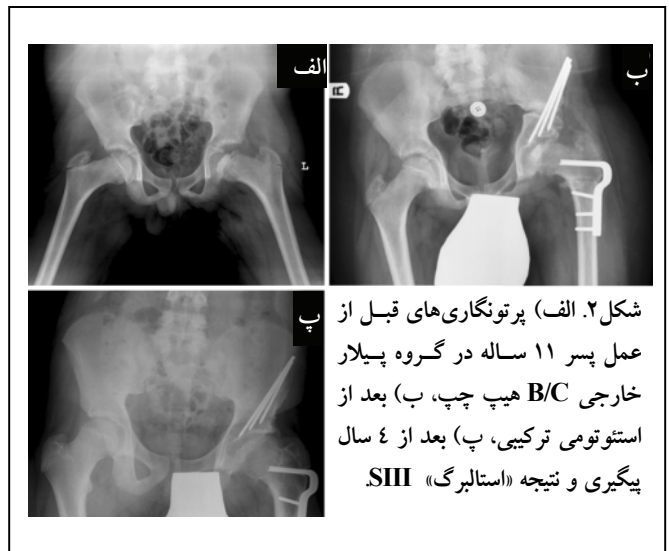 الف
ب
R
L
پ
شکل۲. الف) پرتونگاری‌های قبل از
عمل پسر ۱۱ ساله در گروه پیلار
خارجی B/C هیپ چپ، ب) بعد از
استئوتومی ترکیبی، پ) بعد از ٤ سال
پیگیری و نتیجه «استالبرگ» SIII.